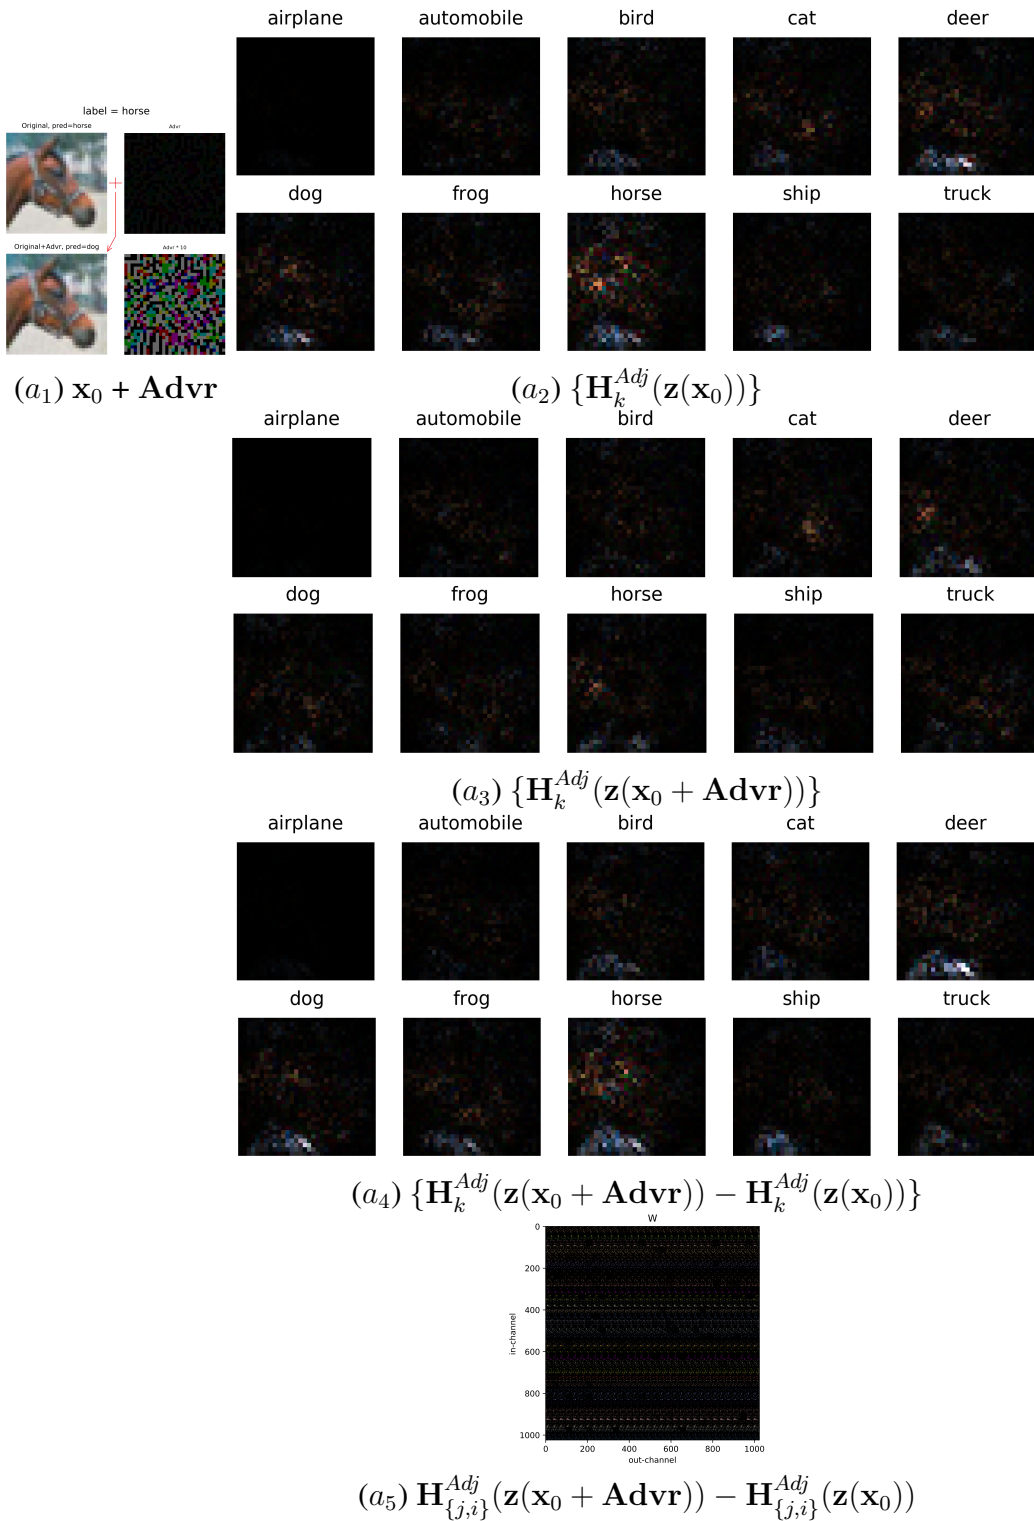 airplane automobile bird cat deer
label = horse
Original, pred=horse Advr
dog frog horse ship truck
Original+Advr, pred=dog Advr * 10
(a₁) x₀ + Advr (a₂) {H_k^{Adj}(z(x₀))}
airplane automobile bird cat deer
dog frog horse ship truck
(a₃) {H_k^{Adj}(z(x₀ + Advr))}
airplane automobile bird cat deer
dog frog horse ship truck
(a₄) {H_k^{Adj}(z(x₀ + Advr)) − H_k^{Adj}(z(x₀))}
W
0
200
400
in-channel
600
800
1000
0 200 400 600 800 1000
out-channel
(a₅) H_{{j,i}}^{Adj}(z(x₀ + Advr)) − H_{{j,i}}^{Adj}(z(x₀))